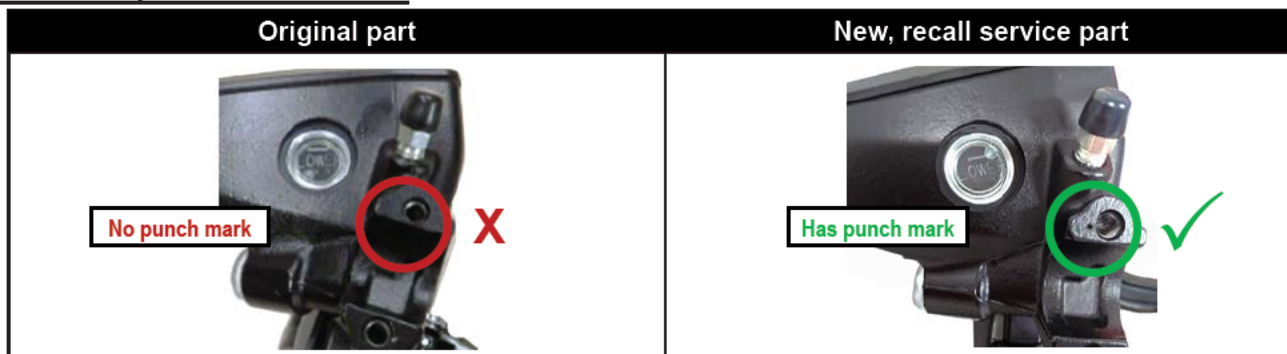 Original part
New, recall service part
No punch mark
X
Has punch mark